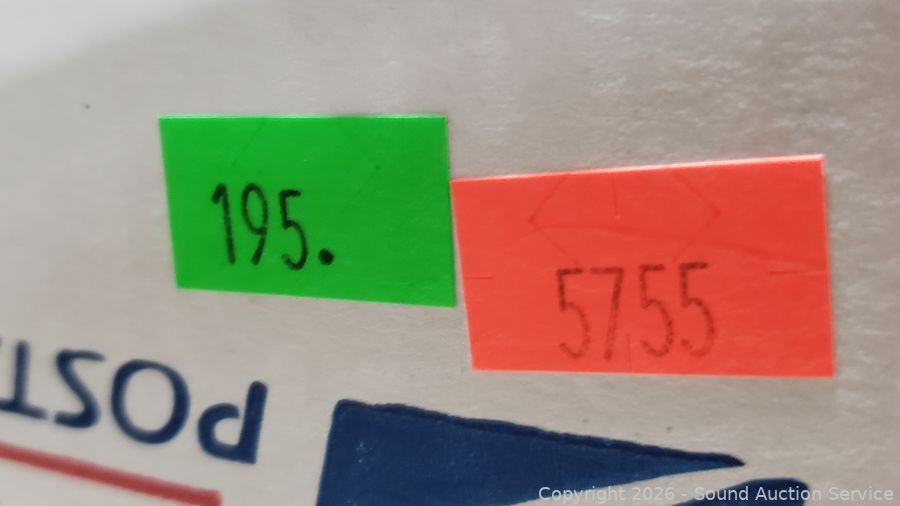 195.
5755
POST
Copyright 2026 - Sound Auction Service